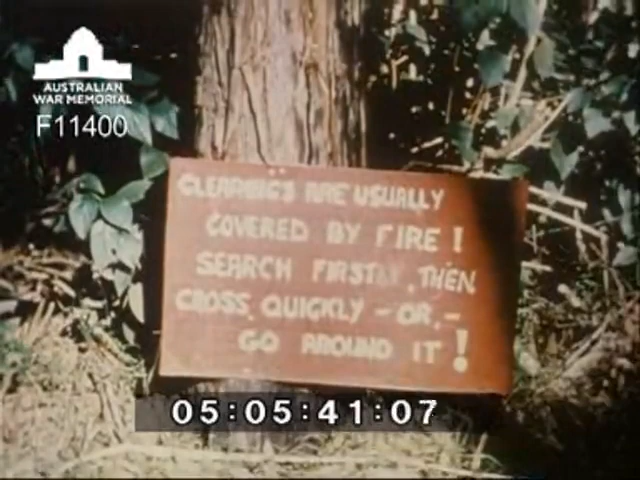 AUSTRALIAN
WAR MEMORIAL
F11400
CLEARINGS ARE USUALLY
COVERED BY FIRE!
SEARCH FIRSTLY, THEN
CROSS QUICKLY - OR, -
GO AROUND IT!
05:05:41:07